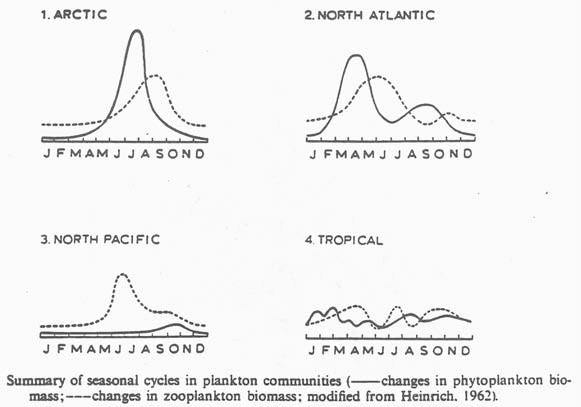 1. ARCTIC
2. NORTH ATLANTIC
J F M A M J J A S O N D
J F M A M J J A S O N D
3. NORTH PACIFIC
4. TROPICAL
J F M A M J J A S O N D
J F M A M J J A S O N D
Summary of seasonal cycles in plankton communities (——changes in phytoplankton bio-
mass;---changes in zooplankton biomass; modified from Heinrich, 1962).